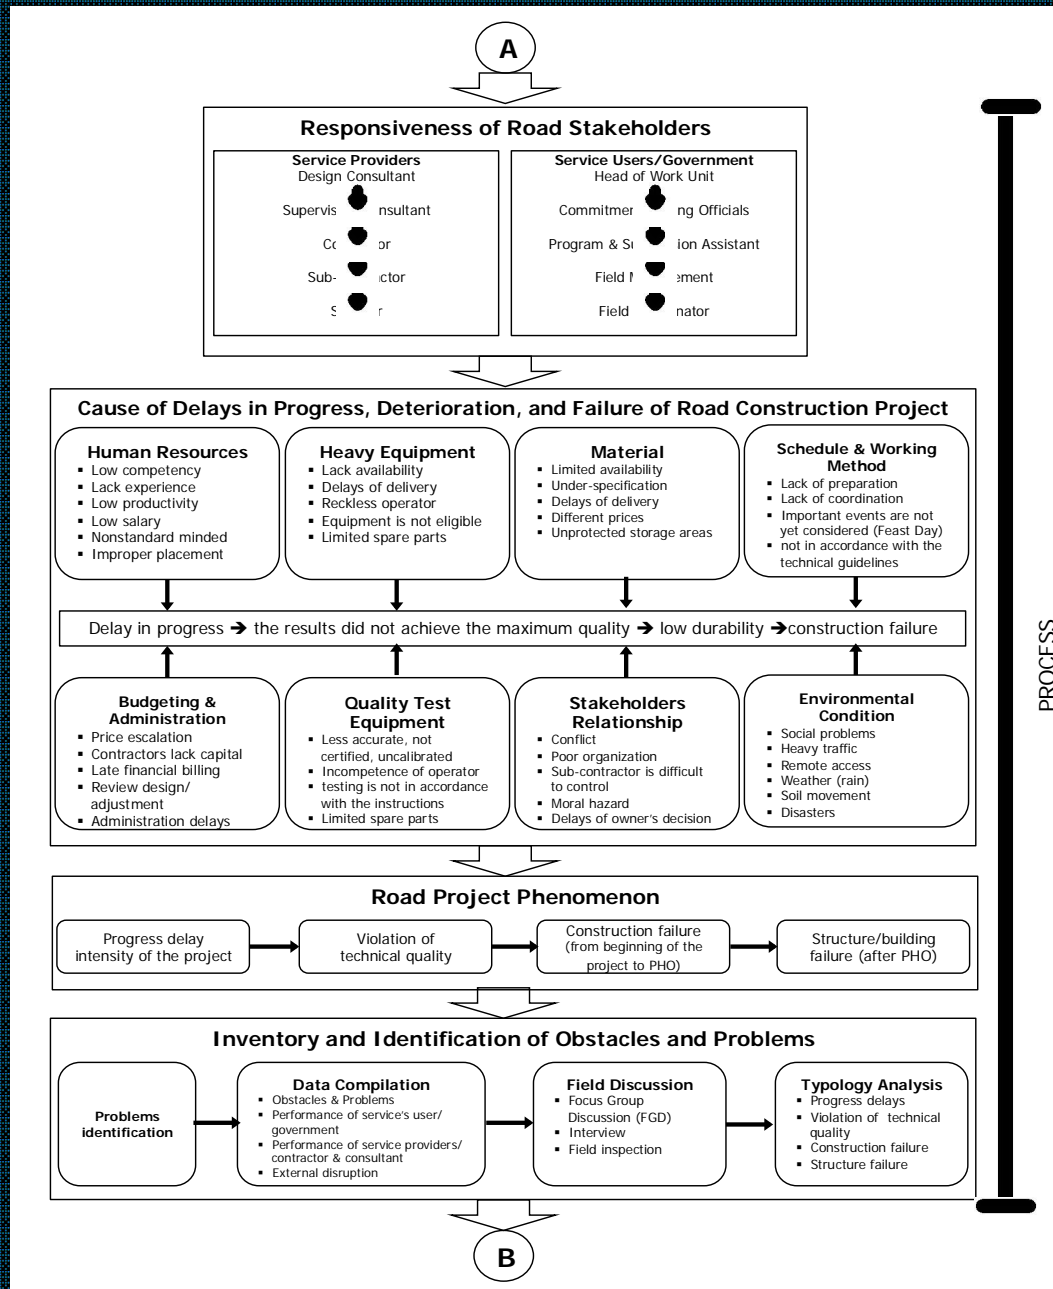 A
Responsiveness of Road Stakeholders
Service Providers
Design Consultant
Service Users/Government
Head of Work Unit
Cause of Delays in Progress, Deterioration, and Failure of Road Construction Project
Human Resources
▪ Low competency
▪ Lack experience
▪ Low productivity
▪ Low salary
▪ Nonstandard minded
▪ Improper placement
Heavy Equipment
▪ Lack availability
▪ Delays of delivery
▪ Reckless operator
▪ Equipment is not eligible
▪ Limited spare parts
Material
▪ Limited availability
▪ Under-specification
▪ Delays of delivery
▪ Different prices
▪ Unprotected storage areas
Schedule & Working
Method
▪ Lack of preparation
▪ Lack of coordination
▪ Important events are not
yet considered (Feast Day)
▪ not in accordance with the
technical guidelines
Delay in progress ➔ the results did not achieve the maximum quality ➔ low durability ➔construction failure
Budgeting &
Administration
▪ Price escalation
▪ Contractors lack capital
▪ Late financial billing
▪ Review design/
adjustment
▪ Administration delays
Quality Test
Equipment
▪ Less accurate, not
certified, uncalibrated
▪ Incompetence of operator
▪ testing is not in accordance
with the instructions
▪ Limited spare parts
Stakeholders
Relationship
▪ Conflict
▪ Poor organization
▪ Sub-contractor is difficult
to control
▪ Moral hazard
▪ Delays of owner's decision
Environmental
Condition
▪ Social problems
▪ Heavy traffic
▪ Remote access
▪ Weather (rain)
▪ Soil movement
▪ Disasters
Road Project Phenomenon
Progress delay
intensity of the project
Violation of
technical quality
Construction failure
(from beginning of the
project to PHO)
Structure/building
failure (after PHO)
Inventory and Identification of Obstacles and Problems
Problems
identification
Data Compilation
▪ Obstacles & Problems
▪ Performance of service's user/
government
▪ Performance of service providers/
contractor & consultant
▪ External disruption
Field Discussion
▪ Focus Group
Discussion (FGD)
▪ Interview
▪ Field inspection
Typology Analysis
▪ Progress delays
▪ Violation of technical
quality
▪ Construction failure
▪ Structure failure
B
PROCESS